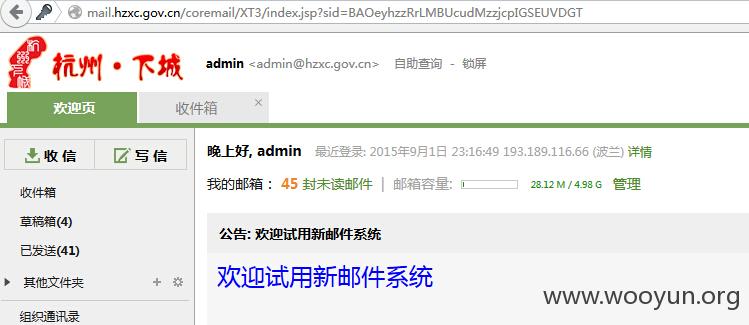 mail.hzxc.gov.cn/coremail/XT3/index.jsp?sid=BAOeyhzzRrLMBUcudMzzjcpIGSEUVDGT
杭州·下城 admin <admin@hzxc.gov.cn> 自助查询 - 锁屏
欢迎页 收件箱 ×
收信 写信
晚上好, admin 最近登录: 2015年9月1日 23:16:49 193.189.116.66 (波兰) 详情
收件箱
我的邮箱： 45 封未读邮件 | 邮箱容量: 28.12 M / 4.98 G 管理
草稿箱(4)
公告: 欢迎试用新邮件系统
已发送(41)
欢迎试用新邮件系统
其他文件夹 +
组织通讯录
www.wooyun.org